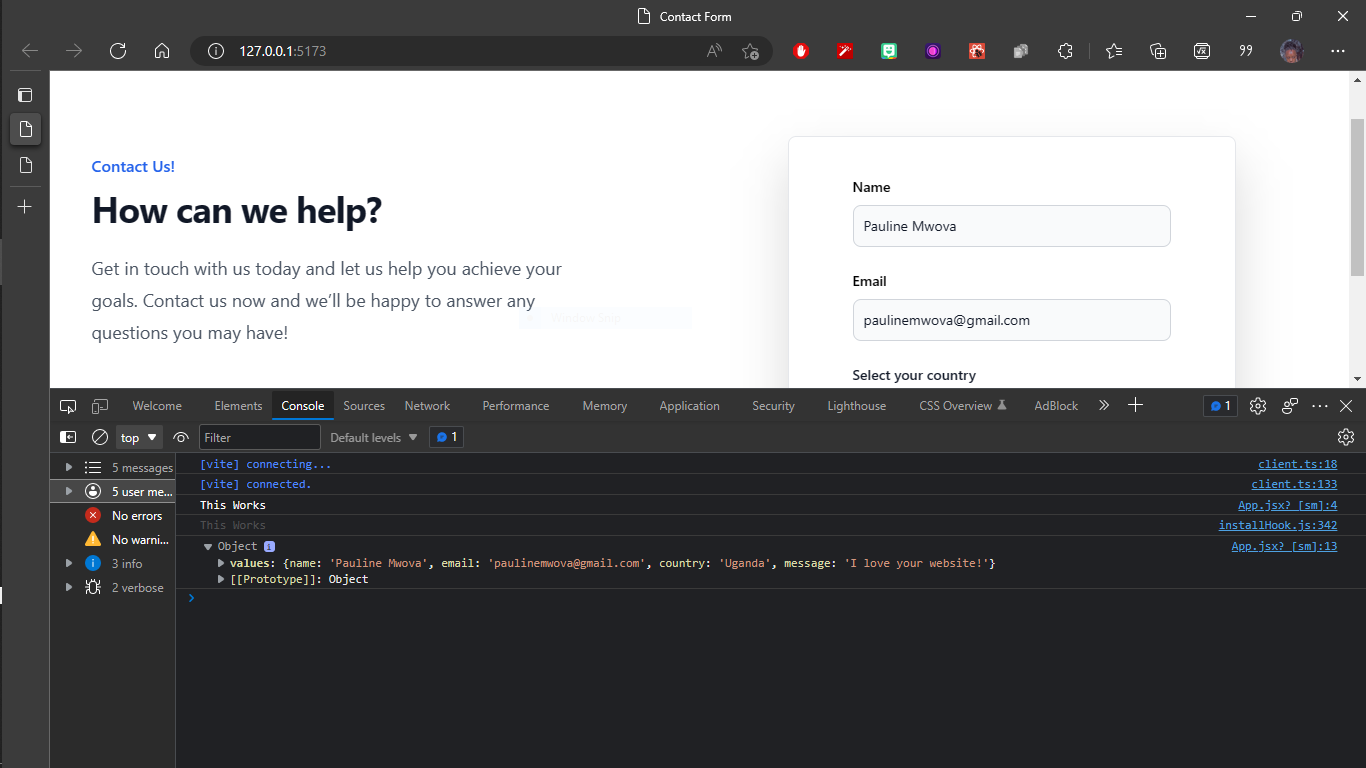 Contact Form
127.0.0.1:5173
Contact Us!
How can we help?
Get in touch with us today and let us help you achieve your
goals. Contact us now and we’ll be happy to answer any
questions you may have!
Name
Pauline Mwova
Email
paulinemwova@gmail.com
Select your country
Welcome Elements Console Sources Network Performance Memory Application Security Lighthouse CSS Overview AdBlock 1
top Filter Default levels 1
5 messages
5 user me...
No errors
No warni...
3 info
2 verbose
[vite] connecting... client.ts:18
[vite] connected. client.ts:133
This Works App.jsx? [sm]:4
This Works installHook.js:342
Object i App.jsx? [sm]:13
values: {name: 'Pauline Mwova', email: 'paulinemwova@gmail.com', country: 'Uganda', message: 'I love your website!'}
[[Prototype]]: Object